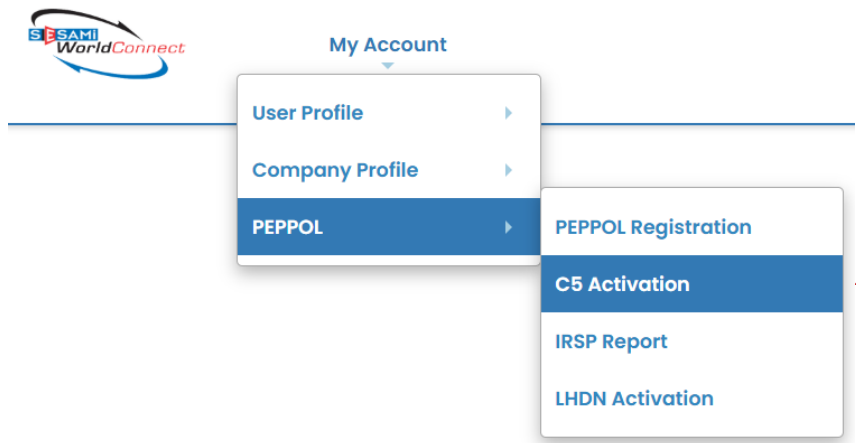 SESAMi
WorldConnect
My Account
User Profile
Company Profile
PEPPOL
PEPPOL Registration
C5 Activation
IRSP Report
LHDN Activation